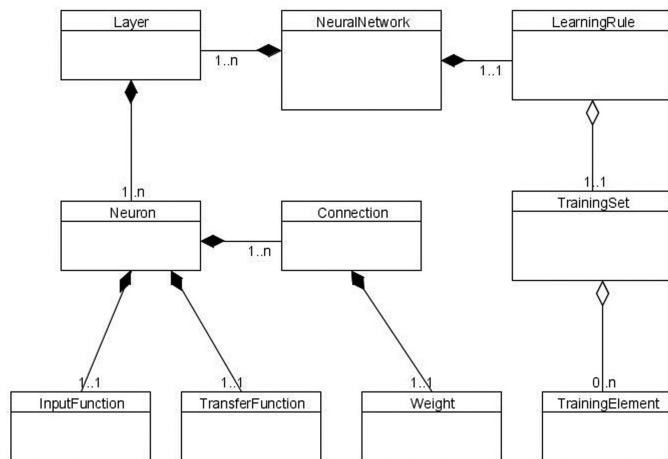 Layer
NeuralNetwork
LearningRule
1..n
1..1
1..n
1..1
Neuron
Connection
TrainingSet
1..n
1..1
1..1
1..1
0..n
InputFunction
TransferFunction
Weight
TrainingElement